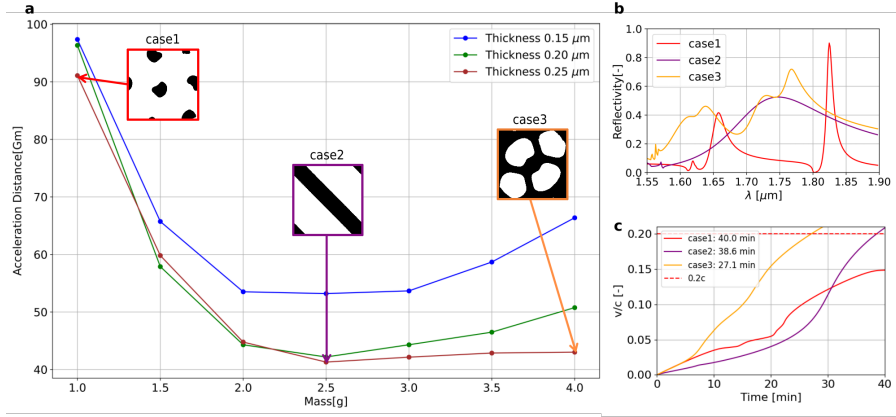 a
100
90
80
70
60
50
40
Acceleration Distance[Gm]
1.0 1.5 2.0 2.5 3.0 3.5 4.0
Mass[g]
Thickness 0.15 μm
Thickness 0.20 μm
Thickness 0.25 μm
case1
case2
case3
b
1.0
0.8
0.6
0.4
0.2
0.0
Reflectivity[-]
case1
case2
case3
1.55 1.60 1.65 1.70 1.75 1.80 1.85 1.90
λ [μm]
c
0.20
0.15
0.10
0.05
0.00
v/c [-]
case1: 40.0 min
case2: 38.6 min
case3: 27.1 min
0.2c
0 10 20 30 40
Time [min]